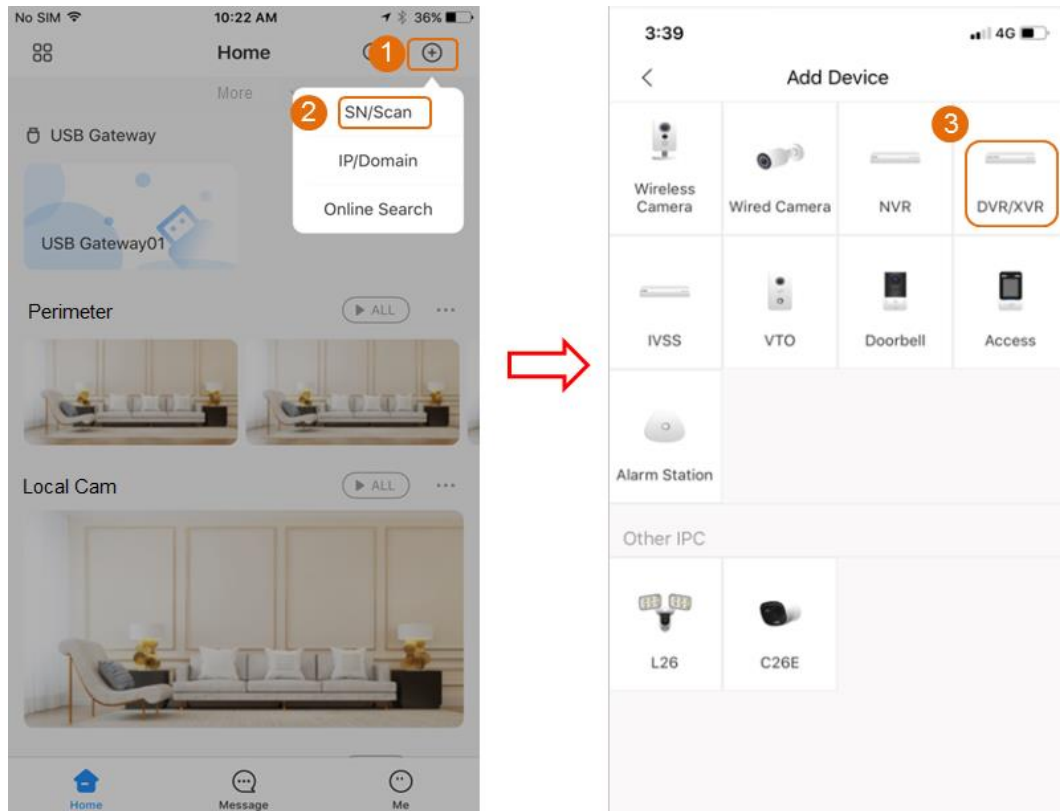 No SIM 10:22 AM 36%
Home 1
More
2 SN/Scan
IP/Domain
Online Search
USB Gateway
USB Gateway01
Perimeter ALL
Local Cam ALL
Home Message Me
3:39 4G
Add Device
3
Wireless
Camera Wired Camera NVR DVR/XVR
IVSS VTO Doorbell Access
Alarm Station
Other IPC
L26 C26E